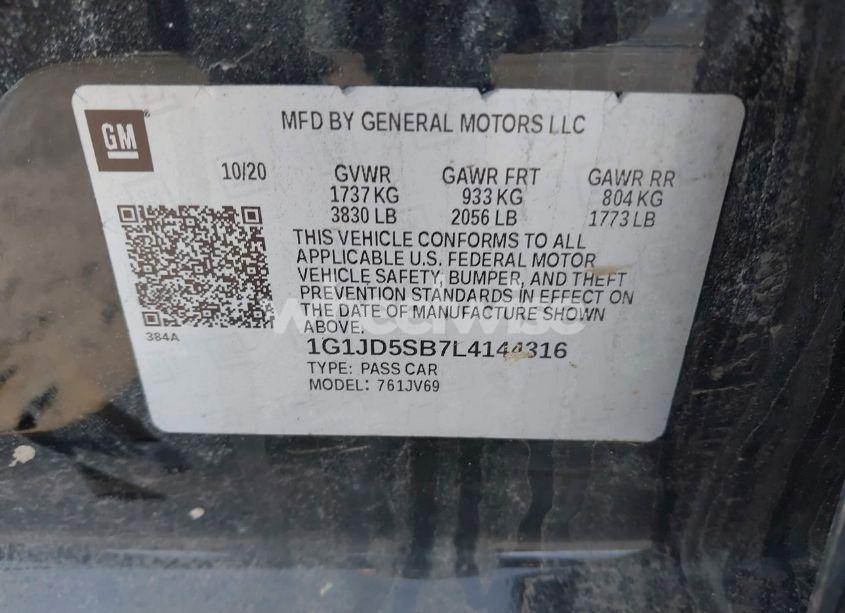 GM
MFD BY GENERAL MOTORS LLC
10/20 GVWR GAWR FRT GAWR RR
1737 KG 933 KG 804 KG
3830 LB 2056 LB 1773 LB
THIS VEHICLE CONFORMS TO ALL
APPLICABLE U.S. FEDERAL MOTOR
VEHICLE SAFETY, BUMPER, AND THEFT
PREVENTION STANDARDS IN EFFECT ON
THE DATE OF MANUFACTURE SHOWN
ABOVE.
384A
1G1JD5SB7L4144316
TYPE: PASS CAR
MODEL: 761JV69
wheelwise